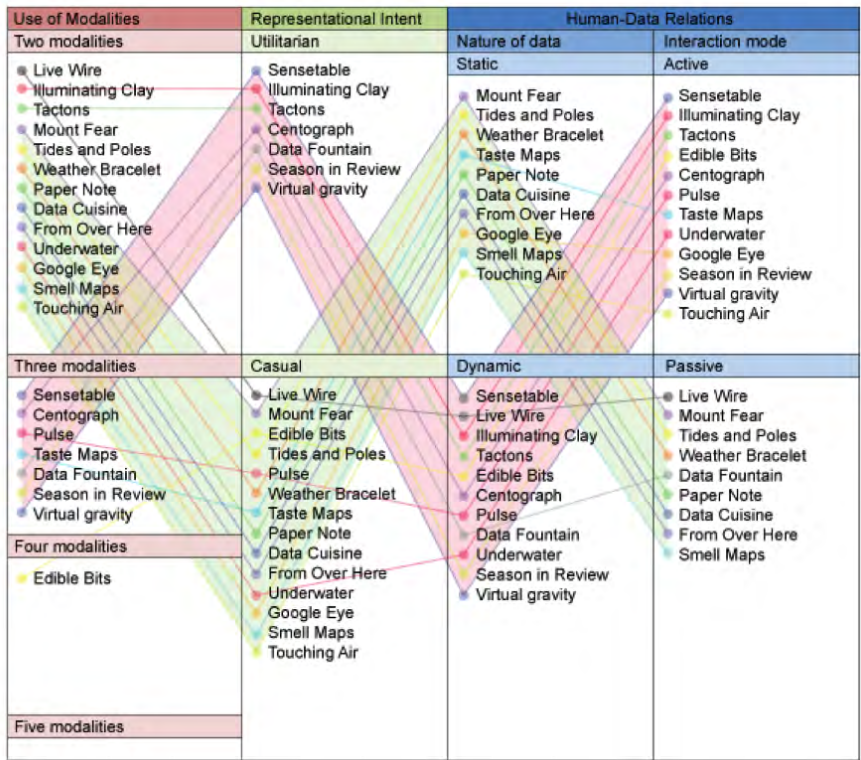 Use of Modalities
Two modalities
Live Wire
Illuminating Clay
Tactons
Mount Fear
Tides and Poles
Weather Bracelet
Paper Note
Data Cuisine
From Over Here
Underwater
Google Eye
Smell Maps
Touching Air
Three modalities
Sensetable
Centograph
Pulse
Taste Maps
Data Fountain
Season in Review
Virtual gravity
Four modalities
Edible Bits
Five modalities
Representational Intent
Utilitarian
Sensetable
Illuminating Clay
Tactons
Centograph
Data Fountain
Season in Review
Virtual gravity
Casual
Live Wire
Mount Fear
Edible Bits
Tides and Poles
Pulse
Weather Bracelet
Taste Maps
Paper Note
Data Cuisine
From Over Here
Underwater
Google Eye
Smell Maps
Touching Air
Human-Data Relations
Nature of data
Static
Mount Fear
Tides and Poles
Weather Bracelet
Taste Maps
Paper Note
Data Cuisine
From Over Here
Google Eye
Smell Maps
Touching Air
Dynamic
Sensetable
Live Wire
Illuminating Clay
Tactons
Edible Bits
Centograph
Pulse
Data Fountain
Underwater
Season in Review
Virtual gravity
Interaction mode
Active
Sensetable
Illuminating Clay
Tactons
Edible Bits
Centograph
Pulse
Taste Maps
Underwater
Google Eye
Season in Review
Virtual gravity
Touching Air
Passive
Live Wire
Mount Fear
Tides and Poles
Weather Bracelet
Data Fountain
Paper Note
Data Cuisine
From Over Here
Smell Maps